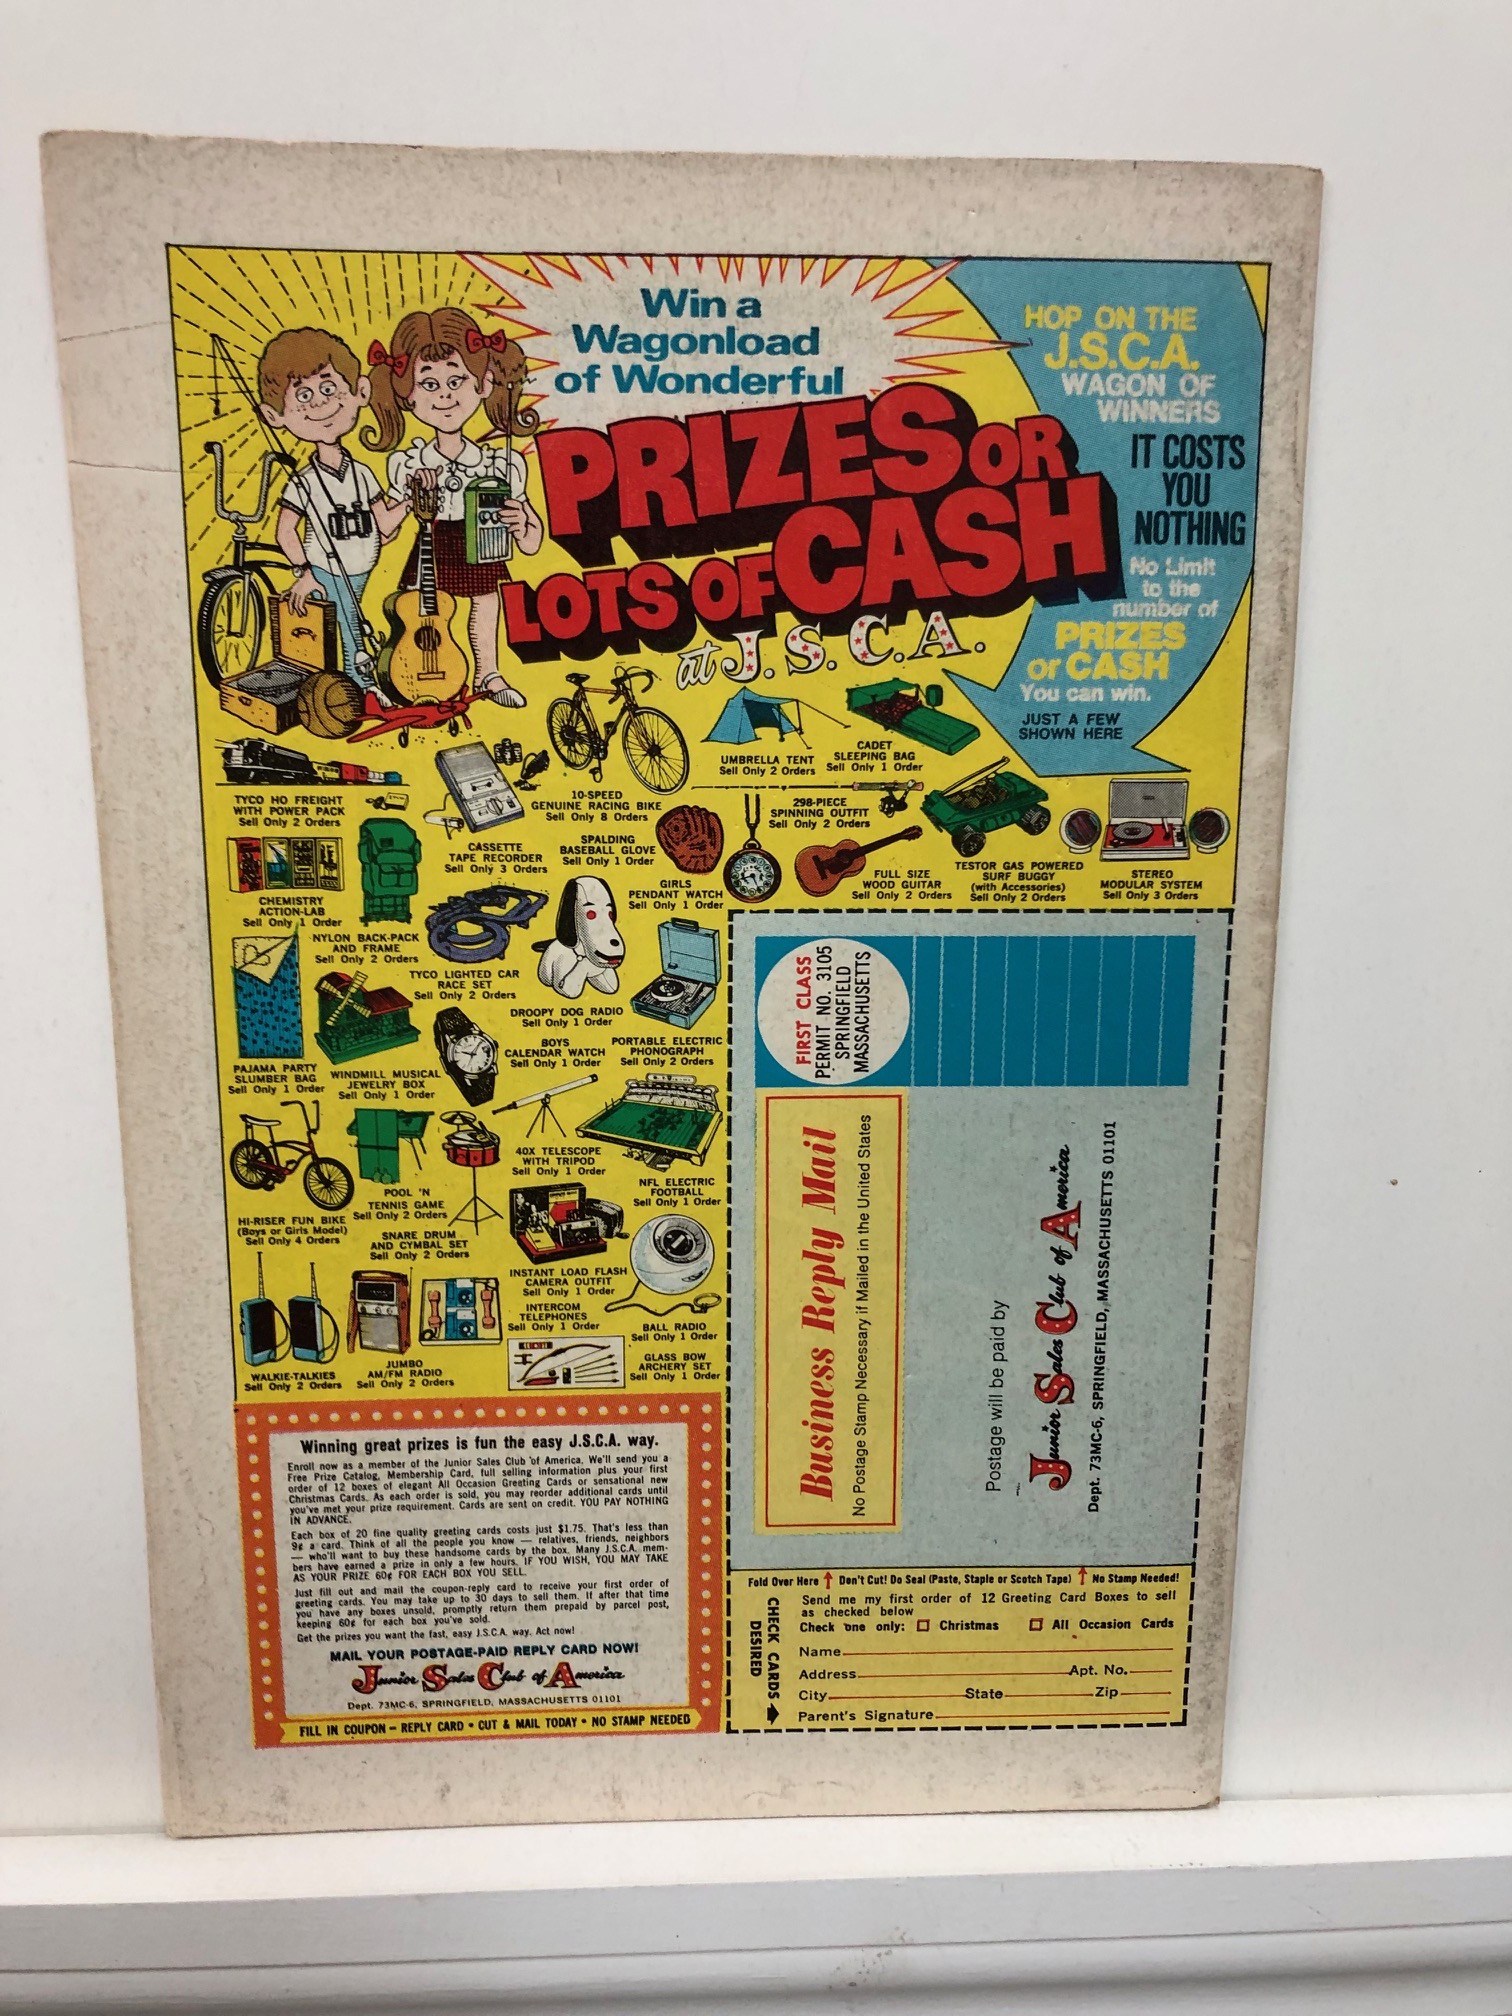 Win a
Wagonload
of Wonderful
PRIZES OR
LOTS OF CASH
at J.S.C.A.
HOP ON THE
J.S.C.A.
WAGON OF
WINNERS
IT COSTS
YOU
NOTHING
No Limit
to the
number of
PRIZES
or CASH
You can win.
JUST A FEW
SHOWN HERE
TYCO HO FREIGHT
WITH POWER PACK
Sell Only 2 Orders
CASSETTE
TAPE RECORDER
Sell Only 3 Orders
10-SPEED
GENUINE RACING BIKE
Sell Only 8 Orders
UMBRELLA TENT
Sell Only 2 Orders
CADET
SLEEPING BAG
Sell Only 1 Order
298-PIECE
SPINNING OUTFIT
Sell Only 2 Orders
SPALDING
BASEBALL GLOVE
Sell Only 1 Order
GIRLS
PENDANT WATCH
Sell Only 1 Order
FULL SIZE
WOOD GUITAR
Sell Only 2 Orders
TESTOR GAS POWERED
SURF BUGGY
(with Accessories)
Sell Only 2 Orders
STEREO
MODULAR SYSTEM
Sell Only 3 Orders
CHEMISTRY
ACTION-LAB
Sell Only 1 Order
NYLON BACK-PACK
AND FRAME
Sell Only 2 Orders
TYCO LIGHTED CAR
RACE SET
Sell Only 2 Orders
DROOPY DOG RADIO
Sell Only 1 Order
PORTABLE ELECTRIC
PHONOGRAPH
Sell Only 2 Orders
PAJAMA PARTY
SLUMBER BAG
Sell Only 1 Order
WINDMILL MUSICAL
JEWELRY BOX
Sell Only 1 Order
BOYS
CALENDAR WATCH
Sell Only 1 Order
40X TELESCOPE
WITH TRIPOD
Sell Only 1 Order
NFL ELECTRIC
FOOTBALL
Sell Only 1 Order
HI-RISER FUN BIKE
(Boys or Girls Model)
Sell Only 4 Orders
POOL 'N
TENNIS GAME
Sell Only 2 Orders
SNARE DRUM
AND CYMBAL SET
Sell Only 2 Orders
INSTANT LOAD FLASH
CAMERA OUTFIT
Sell Only 1 Order
INTERCOM
TELEPHONES
Sell Only 1 Order
BALL RADIO
Sell Only 1 Order
WALKIE-TALKIES
Sell Only 2 Orders
JUMBO
AM/FM RADIO
Sell Only 2 Orders
GLASS BOW
ARCHERY SET
Sell Only 1 Order
Winning great prizes is fun the easy J.S.C.A. way.
Enroll now as a member of the Junior Sales Club of America. We'll send you a
Free Prize Catalog, Membership Card, full selling information plus your first
order of 12 boxes of elegant All Occasion Greeting Cards or sensational new
Christmas Cards. As each order is sold, you may reorder additional cards until
you've met your prize requirement. Cards are sent on credit. YOU PAY NOTHING
IN ADVANCE.
Each box of 20 fine quality greeting cards costs just $1.75. That's less than
9¢ a card. Think of all the people you know — relatives, friends, neighbors
— who'll want to buy these handsome cards by the box. Many J.S.C.A. mem-
bers have earned a prize in only a few hours. IF YOU WISH, YOU MAY TAKE
AS YOUR PRIZE 60¢ FOR EACH BOX YOU SELL.
Just fill out and mail the coupon-reply card to receive your first order of
greeting cards. You may take up to 30 days to sell them. If after that time
you have any boxes unsold, promptly return them prepaid by parcel post,
keeping 60¢ for each box you've sold.
Get the prizes you want the fast, easy J.S.C.A. way. Act now!
MAIL YOUR POSTAGE-PAID REPLY CARD NOW!
Junior Sales Club of America
Dept. 73MC-6, SPRINGFIELD, MASSACHUSETTS 01101
FILL IN COUPON – REPLY CARD • CUT & MAIL TODAY • NO STAMP NEEDED
FIRST CLASS
PERMIT NO. 3105
SPRINGFIELD
MASSACHUSETTS
Business Reply Mail
No Postage Stamp Necessary if Mailed in the United States
Postage will be paid by
Junior Sales Club of America
Dept. 73MC-6, SPRINGFIELD, MASSACHUSETTS 01101
Fold Over Here ↑ Don't Cut! Do Seal (Paste, Staple or Scotch Tape) ↑ No Stamp Needed!
CHECK CARDS
DESIRED
Send me my first order of 12 Greeting Card Boxes to sell
as checked below
Check one only: ☐ Christmas ☐ All Occasion Cards
Name
Address Apt. No.
City State Zip
Parent's Signature